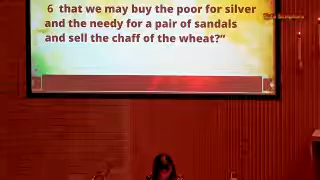 6 that we may buy the poor for silver
and the needy for a pair of sandals
and sell the chaff of the wheat?”